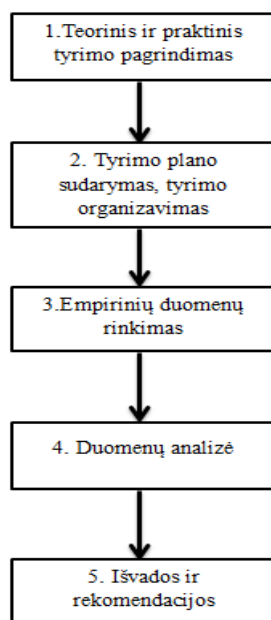 1.Teorinis ir praktinis
tyrimo pagrindimas
2. Tyrimo plano
sudarymas, tyrimo
organizavimas
3.Empirinių duomenų
rinkimas
4. Duomenų analizė
5. Išvados ir
rekomendacijos